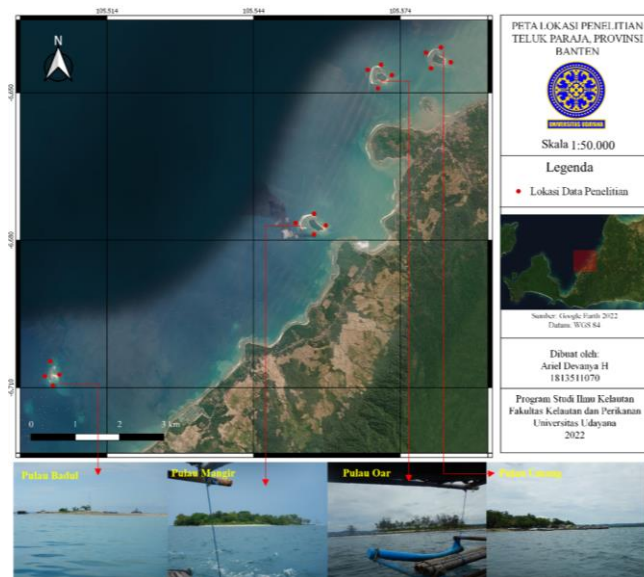 PETA LOKASI PENELITIAN
TELUK PARAJA, PROVINSI
BANTEN
UNIVERSITAS UDAYANA
Skala 1:50.000
Legenda
Lokasi Data Penelitian
Sumber: Google Earth 2022
Datum: WGS 84
Dibuat oleh:
Ariel Devanya H
1813511070
Program Studi Ilmu Kelautan
Fakultas Kelautan dan Perikanan
Universitas Udayana
2022
105.514
105.544
105.574
-6.650
-6.680
-6.710
N
0 1 2 3 km
Pulau Badul
Pulau Mangir
Pulau Oar
Pulau